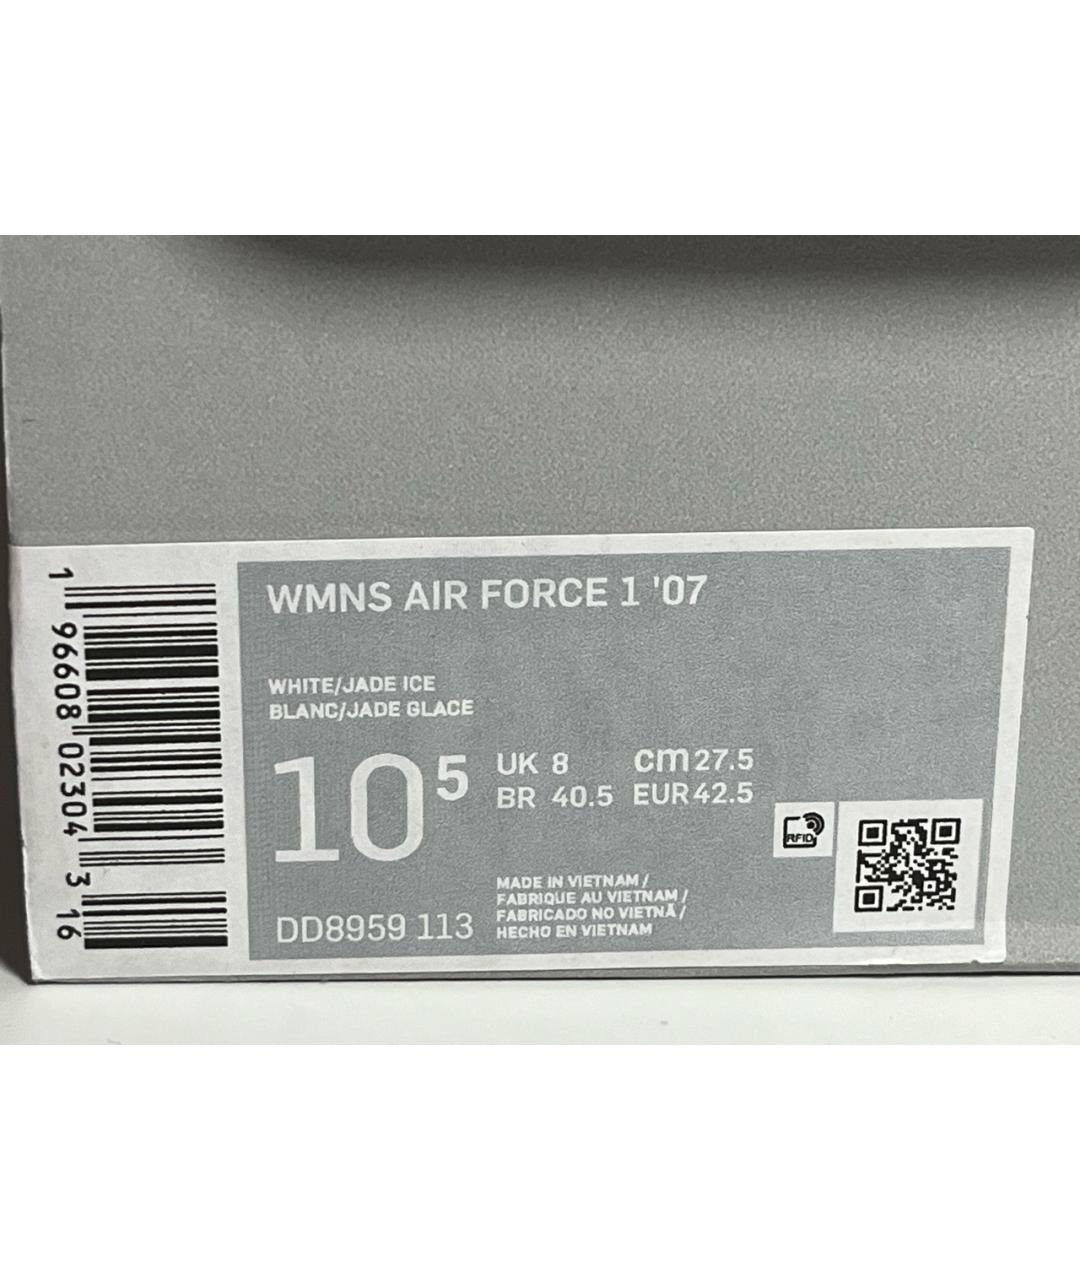 WMNS AIR FORCE 1 '07
WHITE/JADE ICE
BLANC/JADE GLACE
10 5
UK 8 cm 27.5
BR 40.5 EUR 42.5
MADE IN VIETNAM /
FABRIQUE AU VIETNAM /
FABRICADO NO VIETNÃ /
HECHO EN VIETNAM
DD8959 113
RFID
1 96608 02304 3 16